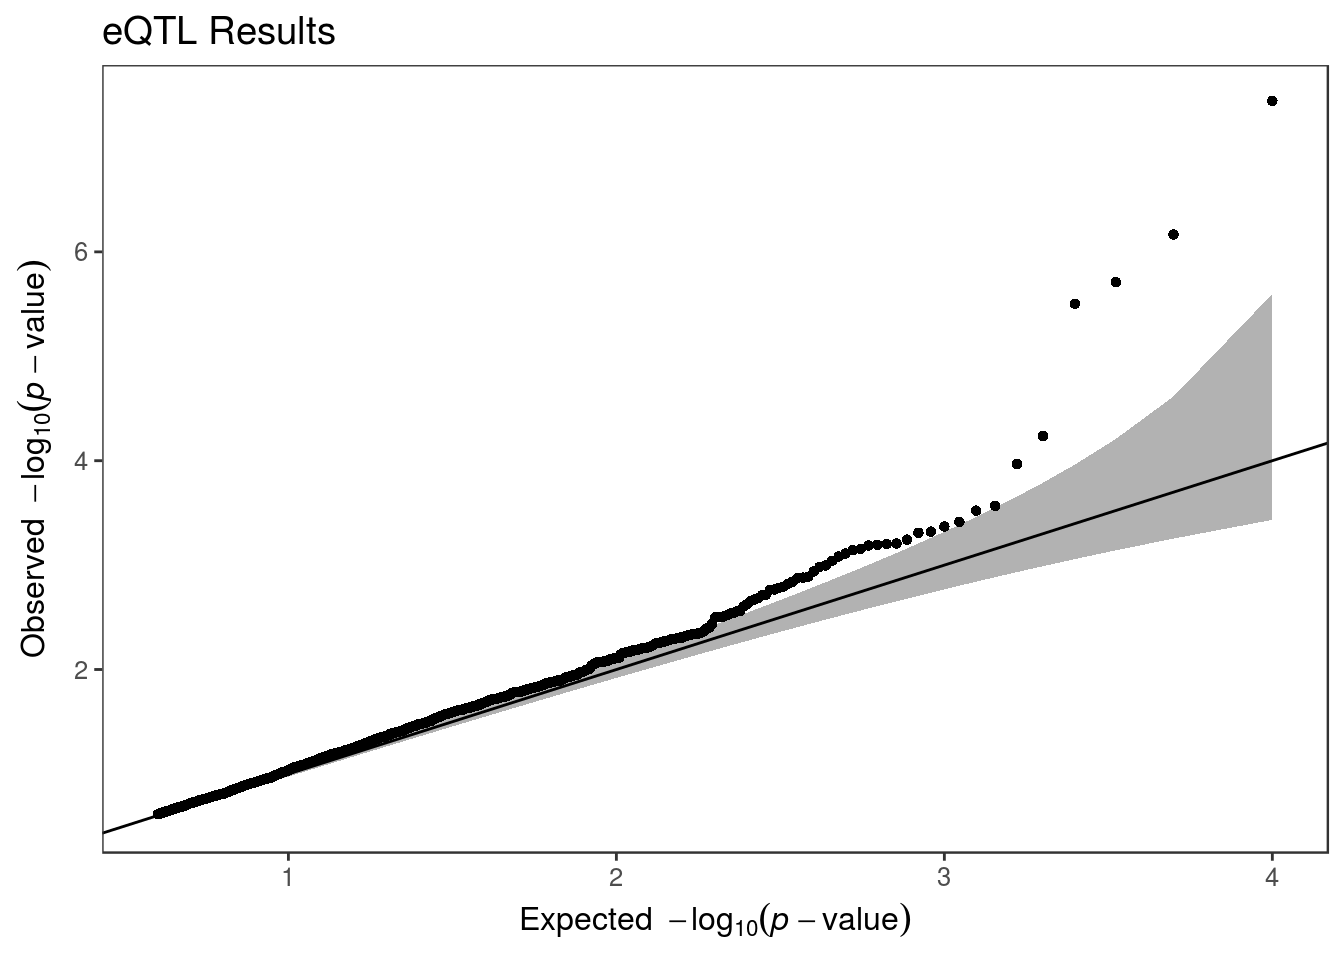 eQTL Results
Observed −log₁₀(p − value)
6
4
2
1 2 3 4
Expected −log₁₀(p − value)